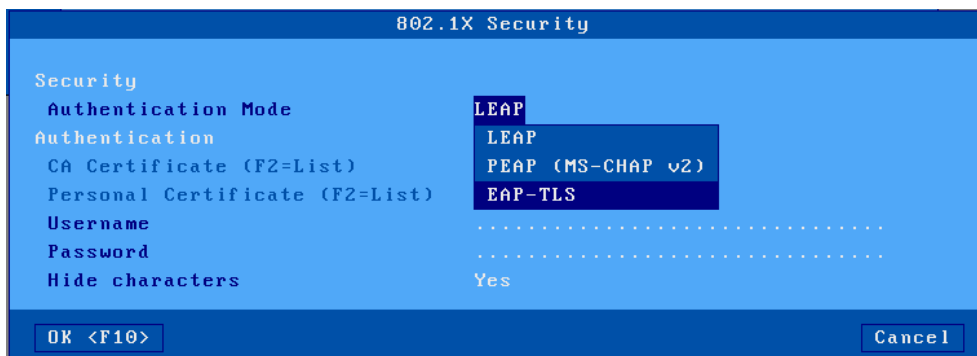 802.1X Security
Security
Authentication Mode LEAP
Authentication LEAP
CA Certificate (F2=List) PEAP (MS-CHAP v2)
Personal Certificate (F2=List) EAP-TLS
Username ................................
Password ................................
Hide characters Yes
OK <F10> Cancel